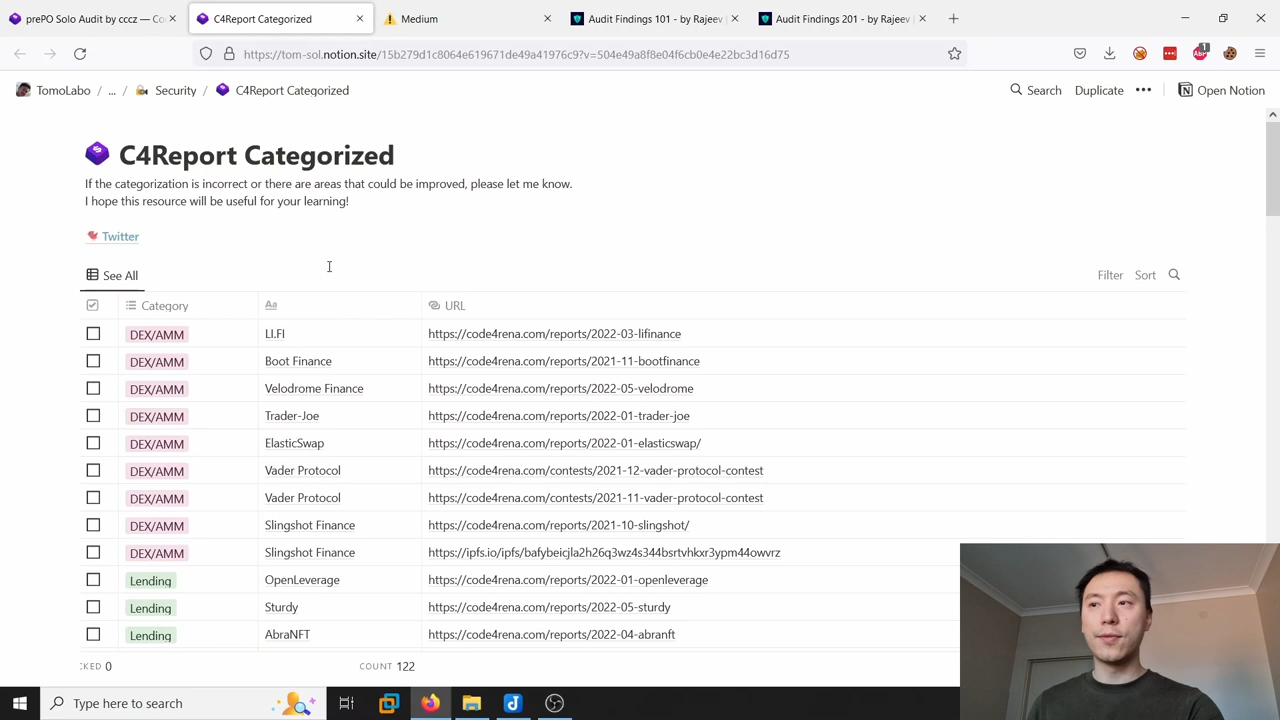 prePO Solo Audit by cccz — Co
C4Report Categorized
Medium
Audit Findings 101 - by Rajeev
Audit Findings 201 - by Rajeev
https://tom-sol.notion.site/15b279d1c8064e619671de49a41976c9?v=504e49a8f8e04f6cb0e4e22bc3d16d75
1
TomoLabo / ... / Security / C4Report Categorized
Search
Duplicate
Open Notion
C4Report Categorized
If the categorization is incorrect or there are areas that could be improved, please let me know.
I hope this resource will be useful for your learning!
Twitter
See All
Filter
Sort
Category Aa URL
DEX/AMM LI.FI https://code4rena.com/reports/2022-03-lifinance
DEX/AMM Boot Finance https://code4rena.com/reports/2021-11-bootfinance
DEX/AMM Velodrome Finance https://code4rena.com/reports/2022-05-velodrome
DEX/AMM Trader-Joe https://code4rena.com/reports/2022-01-trader-joe
DEX/AMM ElasticSwap https://code4rena.com/reports/2022-01-elasticswap/
DEX/AMM Vader Protocol https://code4rena.com/contests/2021-12-vader-protocol-contest
DEX/AMM Vader Protocol https://code4rena.com/contests/2021-11-vader-protocol-contest
DEX/AMM Slingshot Finance https://code4rena.com/reports/2021-10-slingshot/
DEX/AMM Slingshot Finance https://ipfs.io/ipfs/bafybeicjla2h26q3wz4s344bsrtvhkxr3ypm44owvrz
Lending OpenLeverage https://code4rena.com/reports/2022-01-openleverage
Lending Sturdy https://code4rena.com/reports/2022-05-sturdy
Lending AbraNFT https://code4rena.com/reports/2022-04-abranft
CKED 0
COUNT 122
Type here to search